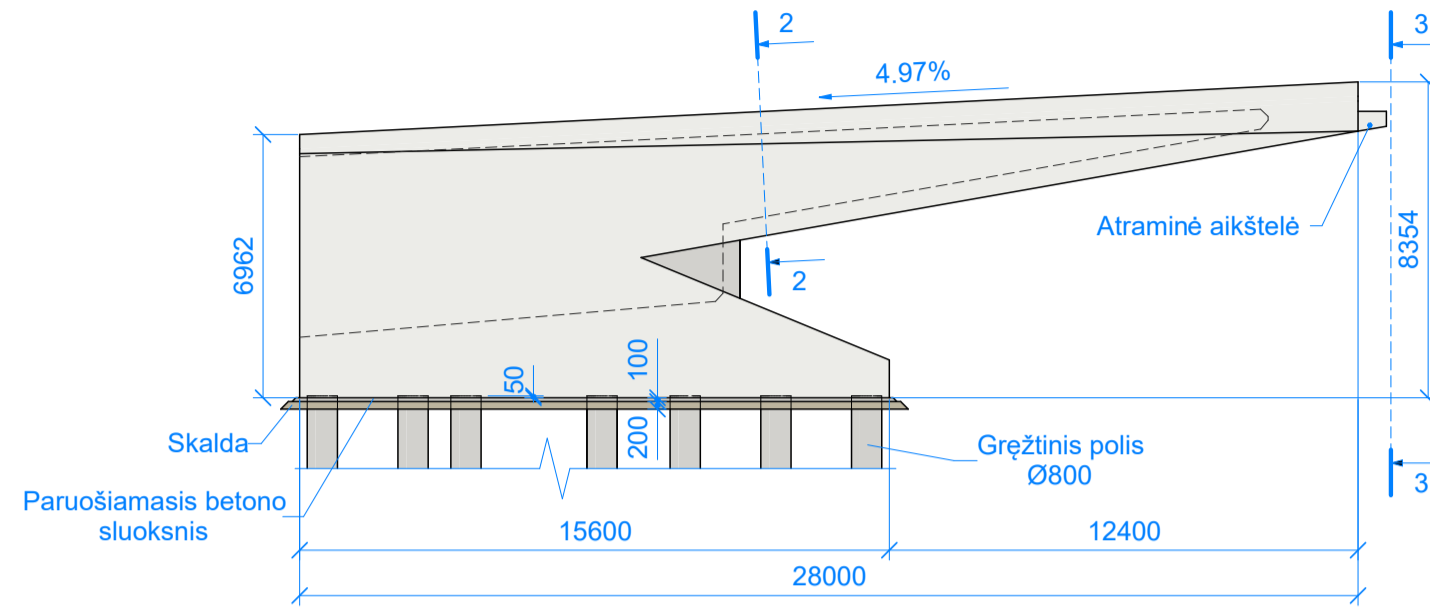 2
3
4.97%
6962
8354
Atraminė aikštelė
2
50
100
200
Skalda
Gręžtinis polis
Ø800
3
Paruošiamasis betono
sluoksnis
15600
12400
28000